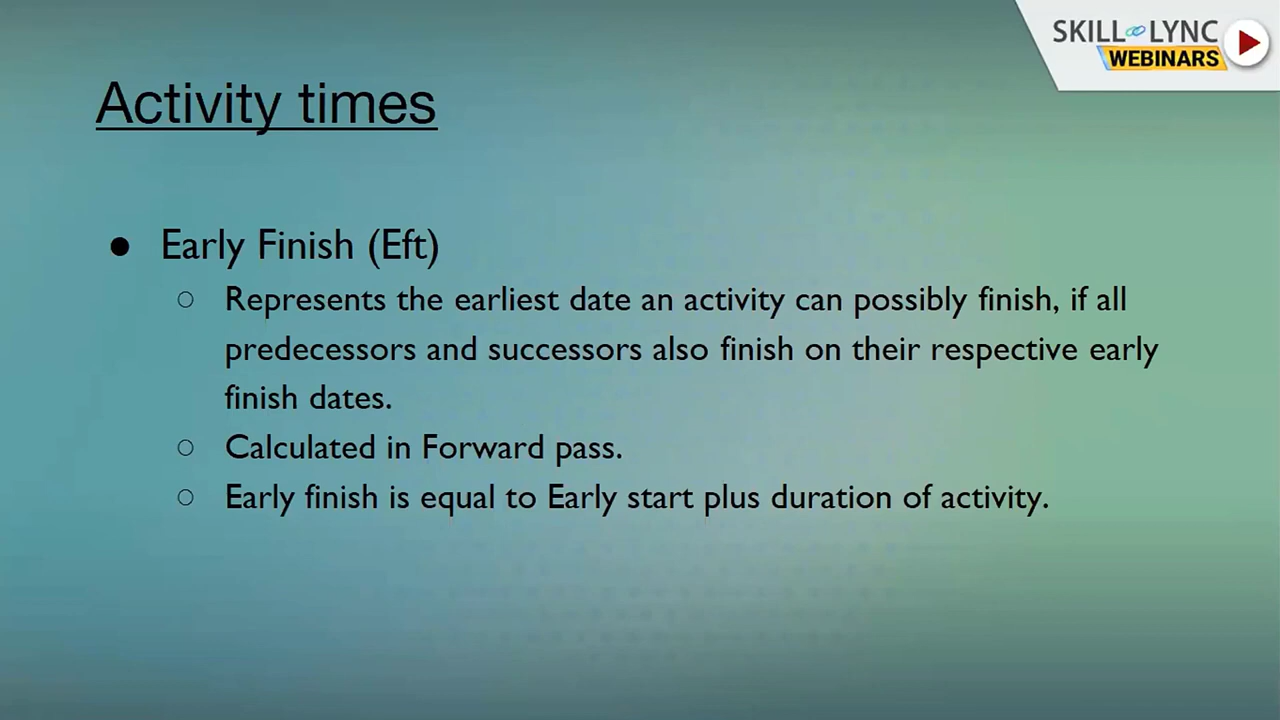 SKILL LYNC
WEBINARS
Activity times
● Early Finish (Eft)
○ Represents the earliest date an activity can possibly finish, if all
predecessors and successors also finish on their respective early
finish dates.
○ Calculated in Forward pass.
○ Early finish is equal to Early start plus duration of activity.